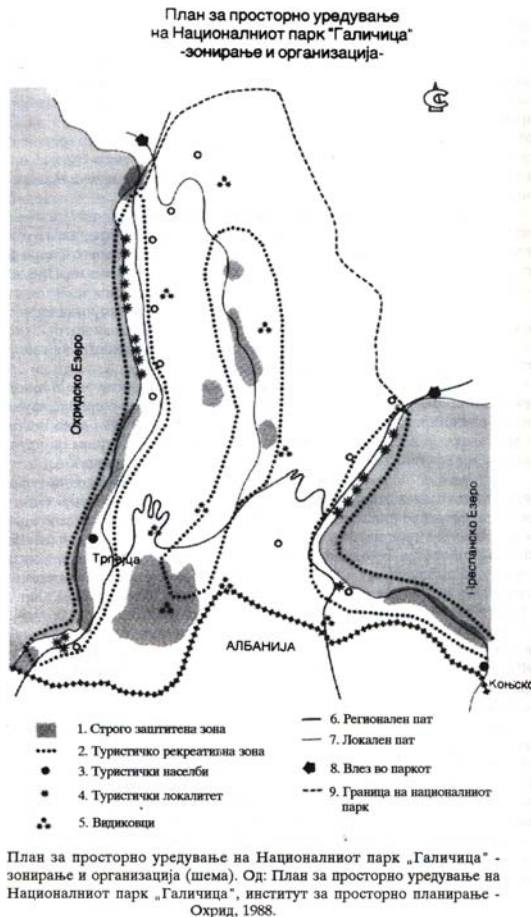 План за просторно уредување
на Националниот парк "Галичица"
-зонирање и организација-
Охридско Езеро
Преспанско Езеро
Трпејца
АЛБАНИЈА
Коњско
1. Строго заштитена зона
2. Туристичко рекреативна зона
3. Туристички населби
4. Туристички локалитет
5. Видиковци
6. Регионален пат
7. Локален пат
8. Влез во паркот
9. Граница на националниот
парк
План за просторно уредување на Националниот парк „Галичица" -
зонирање и организација (шема). Од: План за просторно уредување на
Националниот парк „Галичица", институт за просторно планирање -
Охрид, 1988.